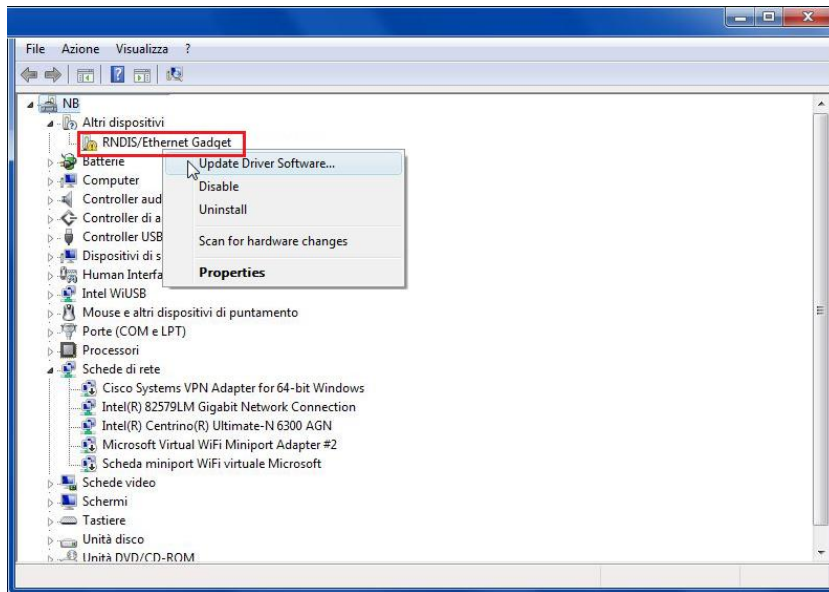 File Azione Visualizza ?
NB
Altri dispositivi
RNDIS/Ethernet Gadget
Batterie
Update Driver Software...
Computer
Disable
Controller aud
Uninstall
Controller di a
Controller USB
Scan for hardware changes
Dispositivi di s
Human Interfa
Properties
Intel WiUSB
Mouse e altri dispositivi di puntamento
Porte (COM e LPT)
Processori
Schede di rete
Cisco Systems VPN Adapter for 64-bit Windows
Intel(R) 82579LM Gigabit Network Connection
Intel(R) Centrino(R) Ultimate-N 6300 AGN
Microsoft Virtual WiFi Miniport Adapter #2
Scheda miniport WiFi virtuale Microsoft
Schede video
Schermi
Tastiere
Unità disco
Unità DVD/CD-ROM